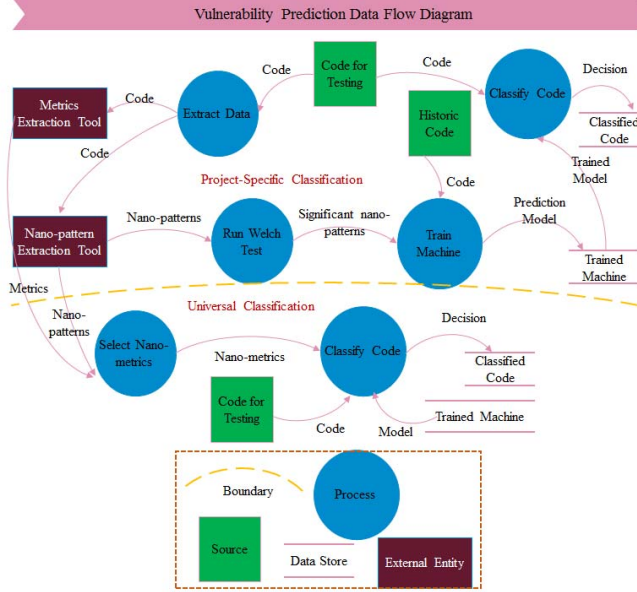 Vulnerability Prediction Data Flow Diagram
Code for
Testing
Code
Code
Decision
Metrics
Extraction Tool
Code
Extract Data
Classify Code
Historic
Code
Classified
Code
Code
Trained
Model
Project-Specific Classification
Code
Nano-pattern
Extraction Tool
Nano-patterns
Run Welch
Test
Significant nano-
patterns
Train
Machine
Prediction
Model
Trained
Machine
Metrics
Nano-
patterns
Universal Classification
Decision
Select Nano-
metrics
Nano-metrics
Classify Code
Classified
Code
Code for
Testing
Code
Model
Trained Machine
Boundary
Process
Source
Data Store
External Entity